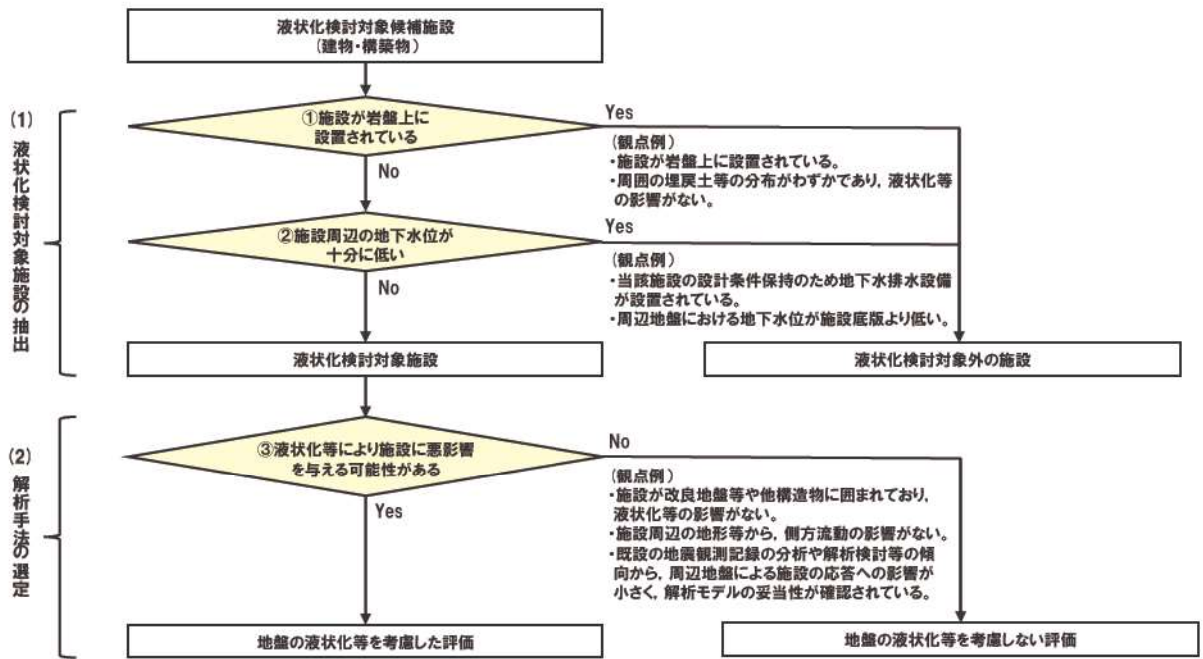 液状化検討対象候補施設
(建物・構築物)
(1)
液状化検討対象施設の抽出
①施設が岩盤上に
設置されている
Yes
(観点例)
・施設が岩盤上に設置されている。
・周囲の埋戻土等の分布がわずかであり，液状化等
の影響がない。
No
②施設周辺の地下水位が
十分に低い
Yes
(観点例)
・当該施設の設計条件保持のため地下水排水設備
が設置されている。
・周辺地盤における地下水位が施設底版より低い。
No
液状化検討対象施設
液状化検討対象外の施設
(2)
解析手法の選定
③液状化等により施設に悪影響
を与える可能性がある
No
(観点例)
・施設が改良地盤等や他構造物に囲まれており，
液状化等の影響がない。
・施設周辺の地形等から，側方流動の影響がない。
・既設の地震観測記録の分析や解析検討等の傾
向から，周辺地盤による施設の応答への影響が
小さく，解析モデルの妥当性が確認されている。
Yes
地盤の液状化等を考慮した評価
地盤の液状化等を考慮しない評価